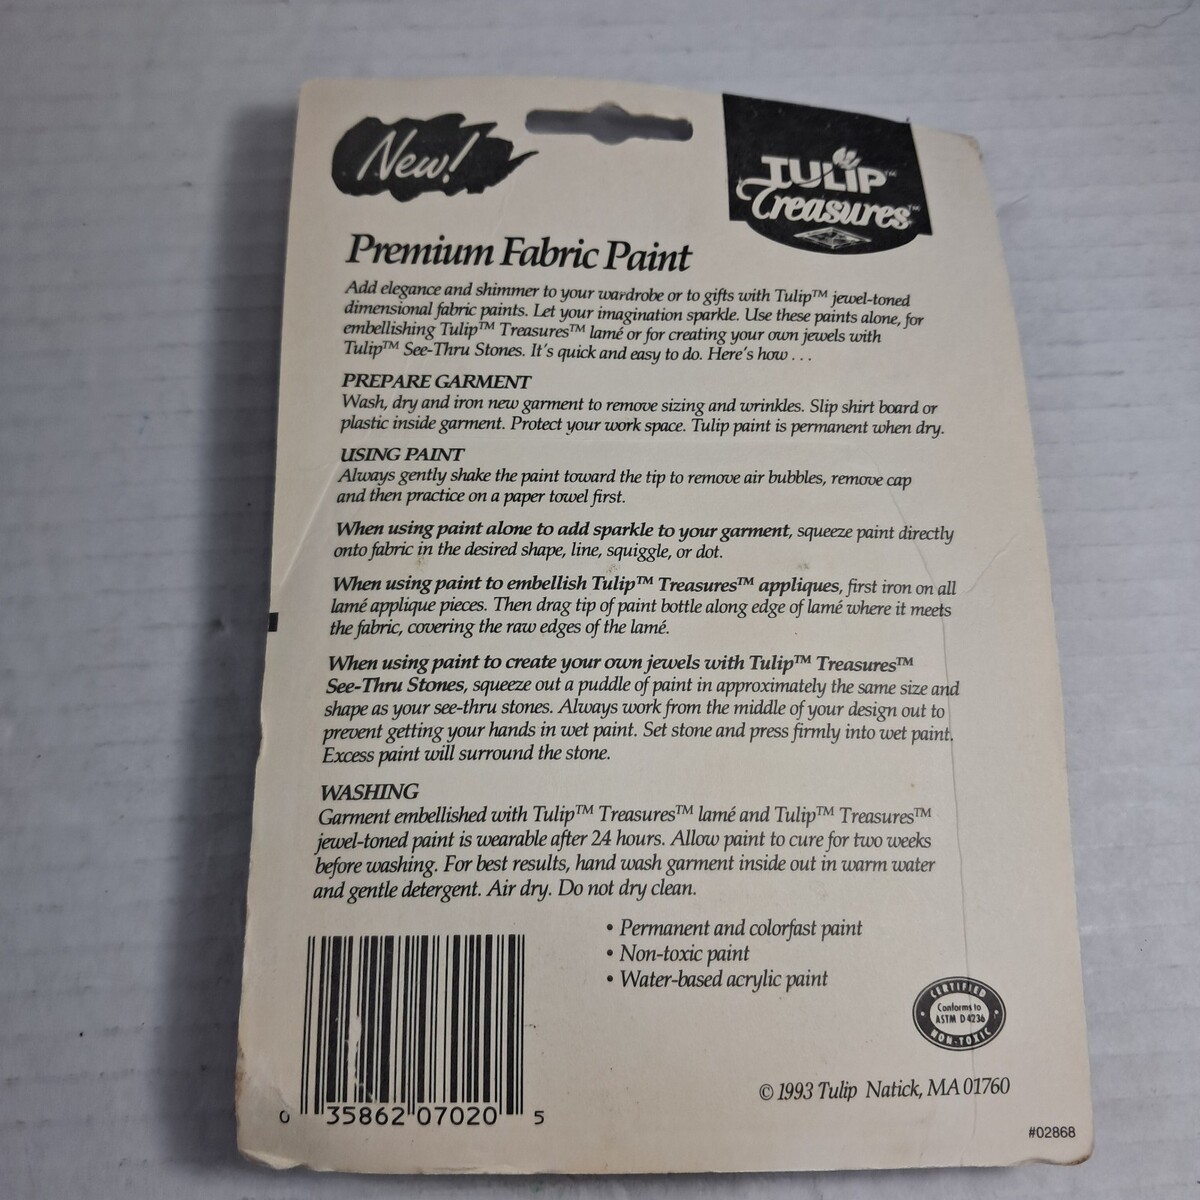 New!
TULIP™
Treasures™
Premium Fabric Paint
Add elegance and shimmer to your wardrobe or to gifts with Tulip™ jewel-toned
dimensional fabric paints. Let your imagination sparkle. Use these paints alone, for
embellishing Tulip™ Treasures™ lamé or for creating your own jewels with
Tulip™ See-Thru Stones. It's quick and easy to do. Here's how . . .
PREPARE GARMENT
Wash, dry and iron new garment to remove sizing and wrinkles. Slip shirt board or
plastic inside garment. Protect your work space. Tulip paint is permanent when dry.
USING PAINT
Always gently shake the paint toward the tip to remove air bubbles, remove cap
and then practice on a paper towel first.
When using paint alone to add sparkle to your garment, squeeze paint directly
onto fabric in the desired shape, line, squiggle, or dot.
When using paint to embellish Tulip™ Treasures™ appliques, first iron on all
lamé applique pieces. Then drag tip of paint bottle along edge of lamé where it meets
the fabric, covering the raw edges of the lamé.
When using paint to create your own jewels with Tulip™ Treasures™
See-Thru Stones, squeeze out a puddle of paint in approximately the same size and
shape as your see-thru stones. Always work from the middle of your design out to
prevent getting your hands in wet paint. Set stone and press firmly into wet paint.
Excess paint will surround the stone.
WASHING
Garment embellished with Tulip™ Treasures™ lamé and Tulip™ Treasures™
jewel-toned paint is wearable after 24 hours. Allow paint to cure for two weeks
before washing. For best results, hand wash garment inside out in warm water
and gentle detergent. Air dry. Do not dry clean.
• Permanent and colorfast paint
• Non-toxic paint
• Water-based acrylic paint
CERTIFIED
Conforms to
ASTM D 4236
NON-TOXIC
© 1993 Tulip Natick, MA 01760
0 35862 07020 5
#02868